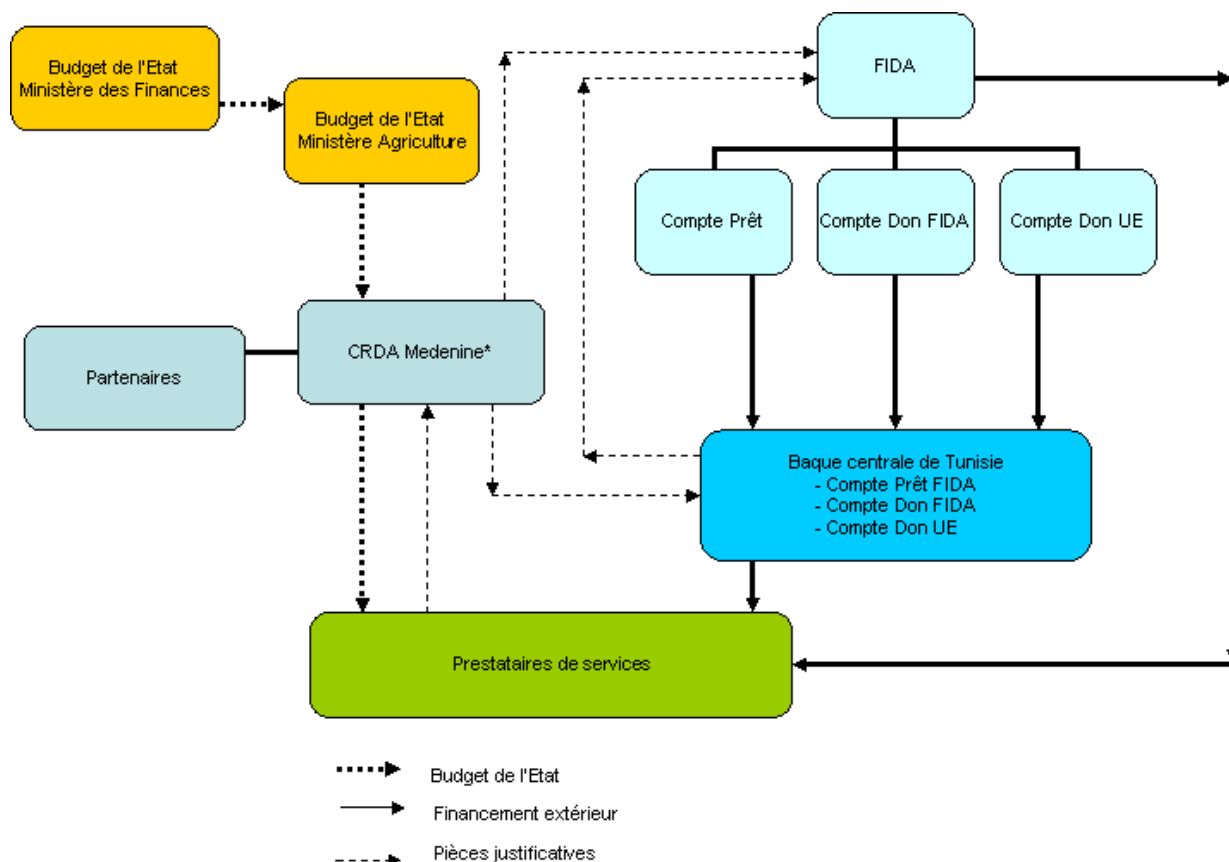 Budget de l'Etat
Ministère des Finances
Budget de l'Etat
Ministère Agriculture
FIDA
Compte Prêt
Compte Don FIDA
Compte Don UE
Partenaires
CRDA Medenine*
Baque centrale de Tunisie
- Compte Prêt FIDA
- Compte Don FIDA
- Compte Don UE
Prestataires de services
Budget de l'Etat
Financement extérieur
Pièces justificatives